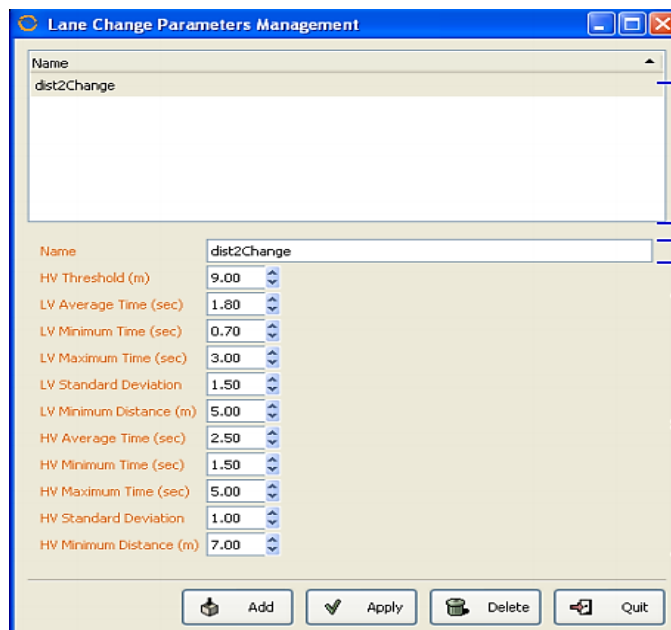 Lane Change Parameters Management
Name
dist2Change
Name dist2Change
HV Threshold (m) 9.00
LV Average Time (sec) 1.80
LV Minimum Time (sec) 0.70
LV Maximum Time (sec) 3.00
LV Standard Deviation 1.50
LV Minimum Distance (m) 5.00
HV Average Time (sec) 2.50
HV Minimum Time (sec) 1.50
HV Maximum Time (sec) 5.00
HV Standard Deviation 1.00
HV Minimum Distance (m) 7.00
Add Apply Delete Quit